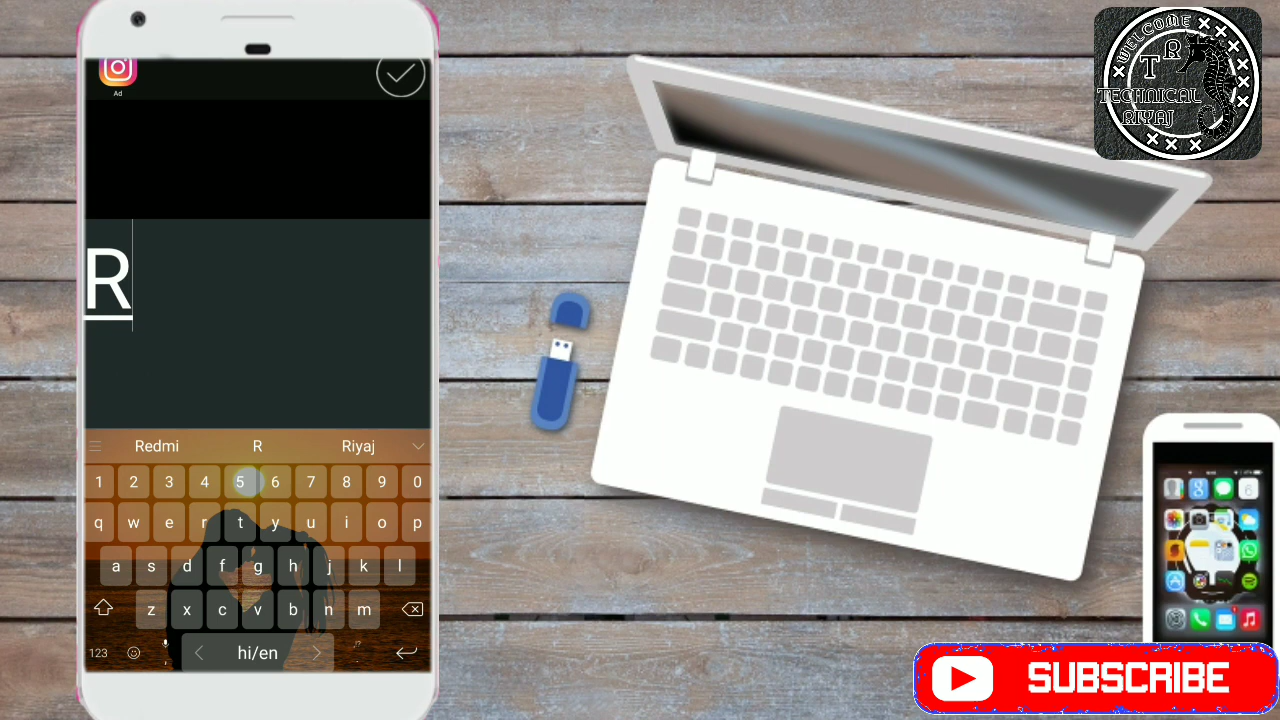 Ad
R
Redmi R Riyaj
1 2 3 4 5 6 7 8 9 0
q w e r t y u i o p
a s d f g h j k l
z x c v b n m
123 hi/en
WELCOME
TR
TECHNICAL
RIYAJ
SUBSCRIBE